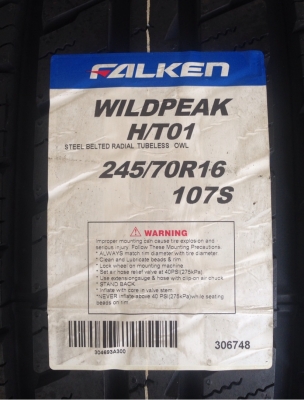 FALKEN
WILDPEAK
H/T01
STEEL BELTED RADIAL TUBELESS OWL
245/70R16
107S
WARNING
Improper mounting can cause tire explosion and
serious injury. Follow These Mounting Precautions.
* ALWAYS match rim diameter with tire diameter
* Clean and Lubricate beads & rim
* Lock wheel on mounting machine
* Set air hose relief valve at 40PSI(275kPa)
* Use extensiongauge & hose with clip-on air chuck
* STAND BACK
* Inflate with core in valve stem
*NEVER inflate above 40 PSI(275kPa)while seating
beads on rim.
306748